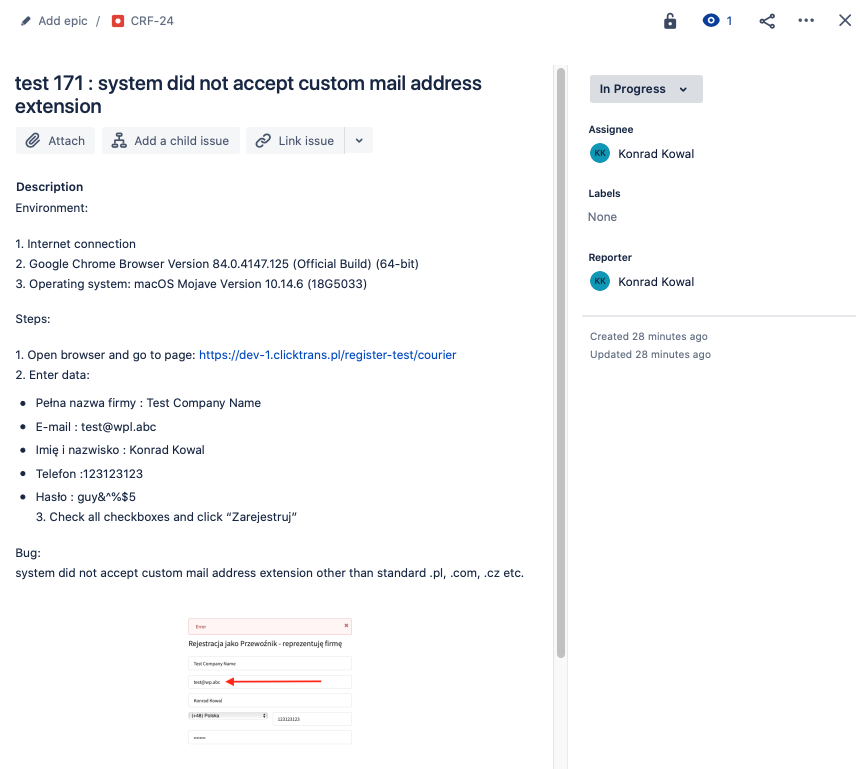 Add epic / CRF-24
1
test 171 : system did not accept custom mail address
extension
Attach
Add a child issue
Link issue
Description
Environment:
1. Internet connection
2. Google Chrome Browser Version 84.0.4147.125 (Official Build) (64-bit)
3. Operating system: macOS Mojave Version 10.14.6 (18G5033)
Steps:
1. Open browser and go to page: https://dev-1.clicktrans.pl/register-test/courier
2. Enter data:
• Pełna nazwa firmy : Test Company Name
• E-mail : test@wpl.abc
• Imię i nazwisko : Konrad Kowal
• Telefon :123123123
• Hasło : guy&^%$5
3. Check all checkboxes and click “Zarejestruj”
Bug:
system did not accept custom mail address extension other than standard .pl, .com, .cz etc.
Error
Rejestracja jako Przewoźnik - reprezentuję firmę
Test Company Name
test@wp.abc
Konrad Kowal
(+48) Polska
123123123
In Progress
Assignee
KK
Konrad Kowal
Labels
None
Reporter
KK
Konrad Kowal
Created 28 minutes ago
Updated 28 minutes ago